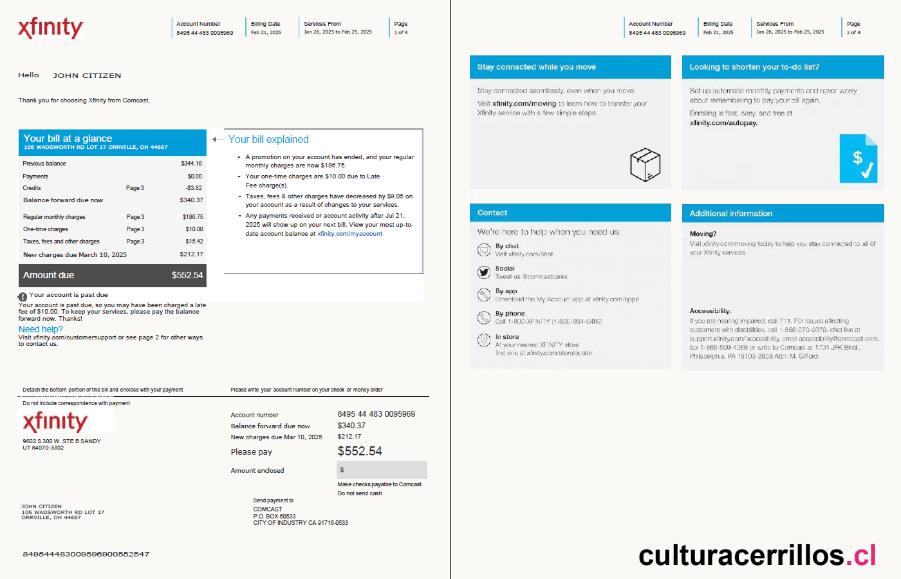 xfinity
Account Number
8495 44 483 0095969
Billing Date
Feb 21, 2025
Services From
Jan 26, 2025 to Feb 25, 2025
Page
1 of 4
Hello JOHN CITIZEN
Thank you for choosing Xfinity from Comcast.
Your bill at a glance
106 WADSWORTH RD LOT 17 ORRVILLE, OH 44667
Previous balance $344.18
Payments $0.00
Credits Page 3 -$3.82
Balance forward due now $340.37
Regular monthly charges Page 3 $186.75
One-time charges Page 3 $10.00
Taxes, fees and other charges Page 3 $15.42
New charges due March 10, 2025 $212.17
Amount due $552.54
Your account is past due
Your account is past due, so you may have been charged a late
fee of $10.00. To keep your services, please pay the balance
forward now. Thanks!
Need help?
Visit xfinity.com/customersupport or see page 2 for other ways
to contact us.
Your bill explained
• A promotion on your account has ended, and your regular
monthly charges are now $186.75.
• Your one-time charges are $10.00 due to Late
Fee charge(s).
• Taxes, fees & other charges have decreased by $9.05 on
your account as a result of changes to your services.
• Any payments received or account activity after Jul 21,
2025 will show up on your next bill. View your most up-to-
date account balance at xfinity.com/myaccount
Detach the bottom portion of this bill and enclose with your payment
Please write your account number on your check or money order
Do not include correspondence with payment
xfinity
9602 S 300 W. STE B SANDY
UT 84070-3302
Account number 8495 44 483 0095969
Balance forward due now $340.37
New charges due Mar 10, 2025 $212.17
Please pay $552.54
Amount enclosed $
Make checks payable to Comcast
Do not send cash
Send payment to
COMCAST
P.O. BOX 60533
CITY OF INDUSTRY CA 91716-0533
JOHN CITIZEN
106 WADSWORTH RD LOT 17
ORRVILLE, OH 44667
849544483009596900552547
Account Number
8495 44 483 0095969
Billing Date
Feb 21, 2025
Services From
Jan 26, 2025 to Feb 25, 2025
Page
2 of 4
Stay connected while you move
Stay connected seamlessly, even when you move.
Visit xfinity.com/moving to learn how to transfer your
Xfinity service with a few simple steps.
Looking to shorten your to-do list?
Set up automatic monthly payments and never worry
about remembering to pay your bill again.
Enrolling is fast, easy, and free at
xfinity.com/autopay.
$
Contact
We're here to help when you need us.
By chat
Visit xfinity.com/chat
Social
Tweet us @comcastcares
By app
Download the My Account app at xfinity.com/apps
By phone
Call 1-800-XFINITY (1-800-934-6489)
In store
At your nearest XFINITY store
find one at xfinity.com/storelocator
Additional information
Moving?
Visit xfinity.com/moving today to help you stay connected to all of
your Xfinity services
Accessibility:
If you are hearing impaired, call 711. For issues affecting
customers with disabilities, call 1-866-270-0379, chat live at
support.xfinity.com/accessibility, email accessibility@comcast.com,
fax 1-866-599-4268 or write to Comcast at 1701 JFK Blvd.,
Philadelphia, PA 19103-2838 Attn: M. Gifford.
culturacerrillos.cl